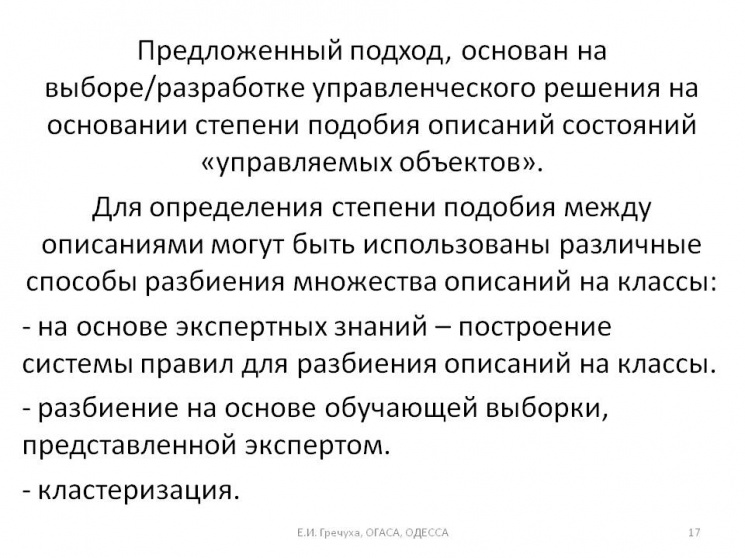 Предложенный подход, основан на
выборе/разработке управленческого решения на
основании степени подобия описаний состояний
«управляемых объектов».
Для определения степени подобия между
описаниями могут быть использованы различные
способы разбиения множества описаний на классы:
- на основе экспертных знаний – построение
системы правил для разбиения описаний на классы.
- разбиение на основе обучающей выборки,
представленной экспертом.
- кластеризация.
Е.И. Гречуха, ОГАСА, ОДЕССА
17